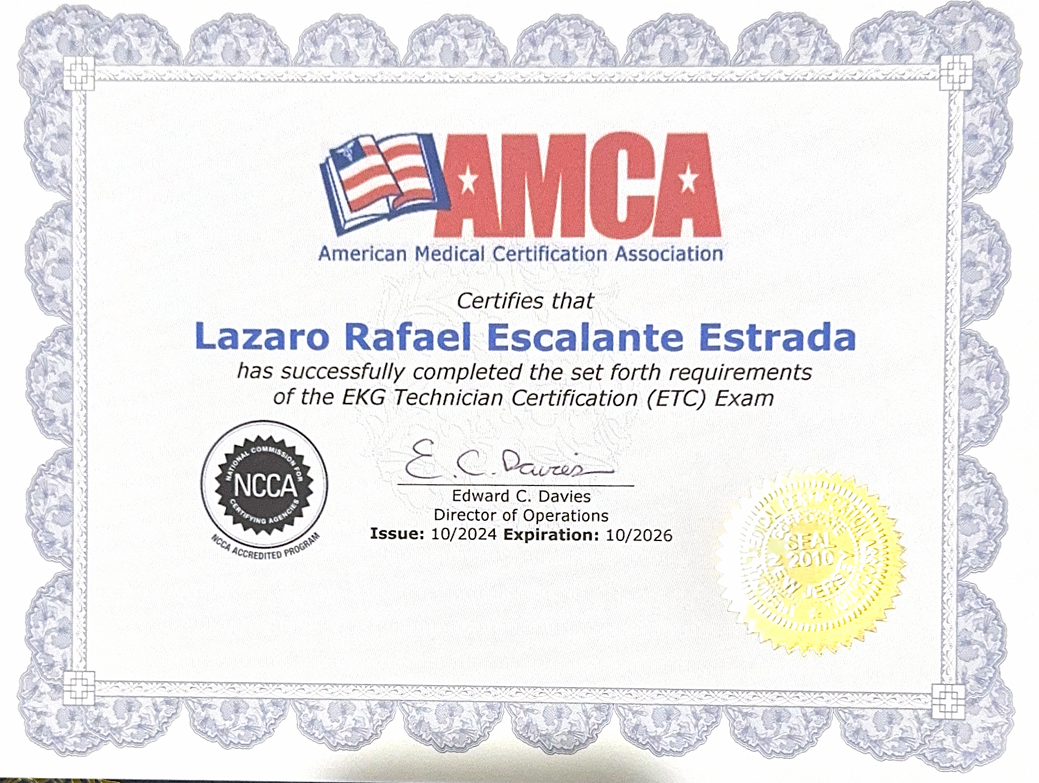 AMCA
American Medical Certification Association
Certifies that
Lazaro Rafael Escalante Estrada
has successfully completed the set forth requirements
of the EKG Technician Certification (ETC) Exam
NATIONAL COMMISSION FOR
NCCA
CERTIFYING AGENCIES
NCCA ACCREDITED PROGRAM
E. C. Davies
Edward C. Davies
Director of Operations
Issue: 10/2024 Expiration: 10/2026
SEAL
2010
NEW JERSEY